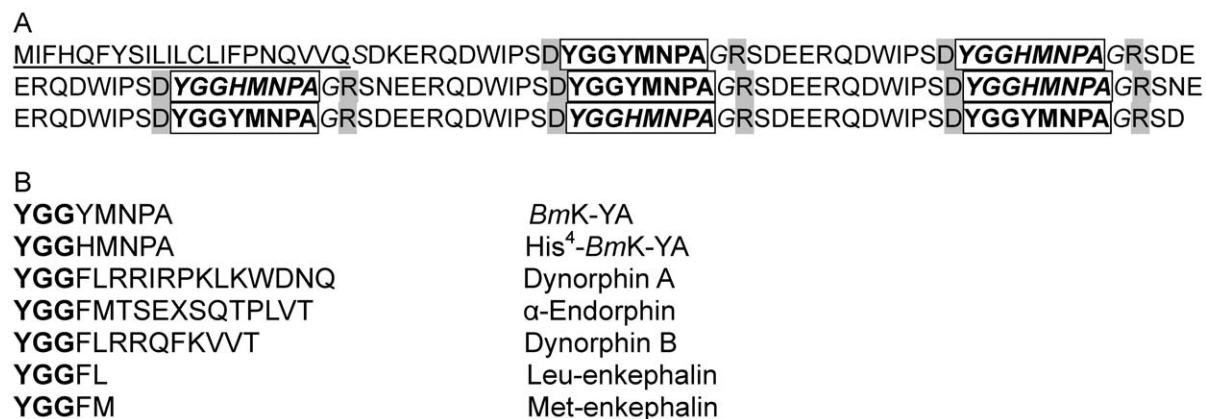 A
MIFHQFYSILILCLIFPNQVVQSDKERQDWIPSDYGGYMNPAGRSDEERQDWIPSDYGGHMNPAGRSDE
ERQDWIPSDYGGHMNPAGRSNEERQDWIPSDYGGYMNPAGRSDEERQDWIPSDYGGHMNPAGRSNE
ERQDWIPSDYGGYMNPAGRSDEERQDWIPSDYGGHMNPAGRSDEERQDWIPSDYGGYMNPAGRSD
B
YGGYMNPA BmK-YA
YGGHMNPA His⁴-BmK-YA
YGGFLRRIRPKLKWDNQ Dynorphin A
YGGFMTSEXSQTPLVT α-Endorphin
YGGFLRRQFKVVT Dynorphin B
YGGFL Leu-enkephalin
YGGFM Met-enkephalin